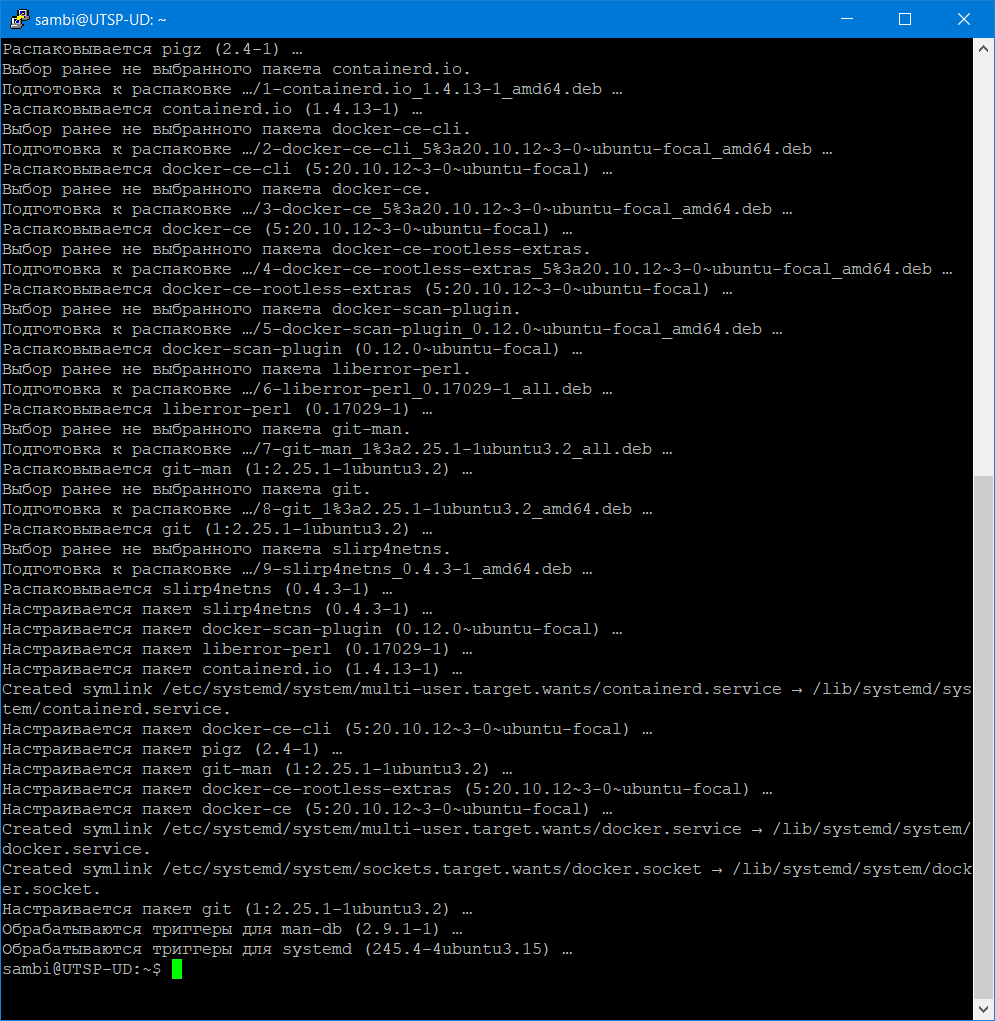 sambi@UTSP-UD: ~
Распаковывается pigz (2.4-1) …
Выбор ранее не выбранного пакета containerd.io.
Подготовка к распаковке …/1-containerd.io_1.4.13-1_amd64.deb …
Распаковывается containerd.io (1.4.13-1) …
Выбор ранее не выбранного пакета docker-ce-cli.
Подготовка к распаковке …/2-docker-ce-cli_5%3a20.10.12~3-0~ubuntu-focal_amd64.deb …
Распаковывается docker-ce-cli (5:20.10.12~3-0~ubuntu-focal) …
Выбор ранее не выбранного пакета docker-ce.
Подготовка к распаковке …/3-docker-ce_5%3a20.10.12~3-0~ubuntu-focal_amd64.deb …
Распаковывается docker-ce (5:20.10.12~3-0~ubuntu-focal) …
Выбор ранее не выбранного пакета docker-ce-rootless-extras.
Подготовка к распаковке …/4-docker-ce-rootless-extras_5%3a20.10.12~3-0~ubuntu-focal_amd64.deb …
Распаковывается docker-ce-rootless-extras (5:20.10.12~3-0~ubuntu-focal) …
Выбор ранее не выбранного пакета docker-scan-plugin.
Подготовка к распаковке …/5-docker-scan-plugin_0.12.0~ubuntu-focal_amd64.deb …
Распаковывается docker-scan-plugin (0.12.0~ubuntu-focal) …
Выбор ранее не выбранного пакета liberror-perl.
Подготовка к распаковке …/6-liberror-perl_0.17029-1_all.deb …
Распаковывается liberror-perl (0.17029-1) …
Выбор ранее не выбранного пакета git-man.
Подготовка к распаковке …/7-git-man_1%3a2.25.1-1ubuntu3.2_all.deb …
Распаковывается git-man (1:2.25.1-1ubuntu3.2) …
Выбор ранее не выбранного пакета git.
Подготовка к распаковке …/8-git_1%3a2.25.1-1ubuntu3.2_amd64.deb …
Распаковывается git (1:2.25.1-1ubuntu3.2) …
Выбор ранее не выбранного пакета slirp4netns.
Подготовка к распаковке …/9-slirp4netns_0.4.3-1_amd64.deb …
Распаковывается slirp4netns (0.4.3-1) …
Настраивается пакет slirp4netns (0.4.3-1) …
Настраивается пакет docker-scan-plugin (0.12.0~ubuntu-focal) …
Настраивается пакет liberror-perl (0.17029-1) …
Настраивается пакет containerd.io (1.4.13-1) …
Created symlink /etc/systemd/system/multi-user.target.wants/containerd.service → /lib/systemd/sys
tem/containerd.service.
Настраивается пакет docker-ce-cli (5:20.10.12~3-0~ubuntu-focal) …
Настраивается пакет pigz (2.4-1) …
Настраивается пакет git-man (1:2.25.1-1ubuntu3.2) …
Настраивается пакет docker-ce-rootless-extras (5:20.10.12~3-0~ubuntu-focal) …
Настраивается пакет docker-ce (5:20.10.12~3-0~ubuntu-focal) …
Created symlink /etc/systemd/system/multi-user.target.wants/docker.service → /lib/systemd/system/
docker.service.
Created symlink /etc/systemd/system/sockets.target.wants/docker.socket → /lib/systemd/system/dock
er.socket.
Настраивается пакет git (1:2.25.1-1ubuntu3.2) …
Обрабатываются триггеры для man-db (2.9.1-1) …
Обрабатываются триггеры для systemd (245.4-4ubuntu3.15) …
sambi@UTSP-UD:~$